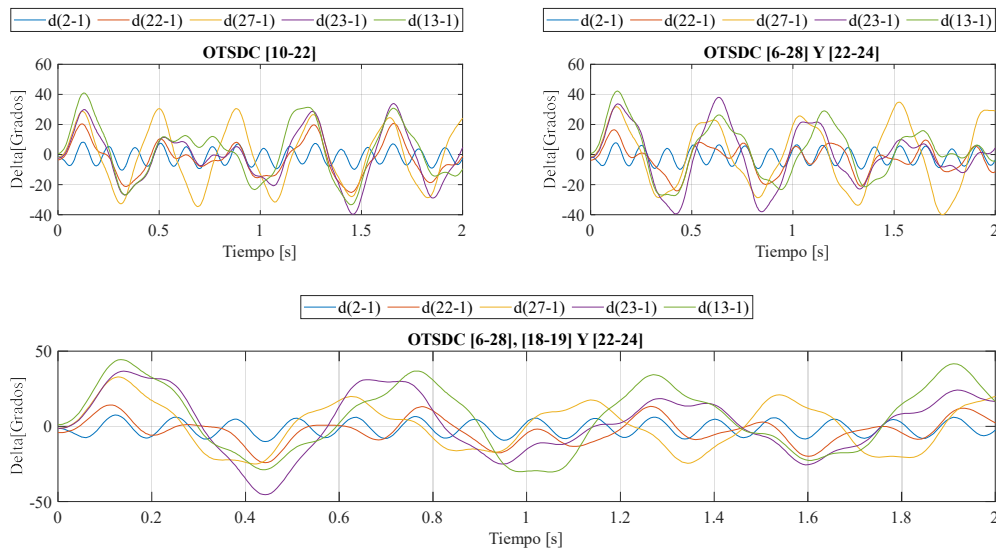 d(2-1) d(22-1) d(27-1) d(23-1) d(13-1)
OTSDC [10-22]
Delta[Grados]
60
40
20
0
-20
-40
0 0.5 1 1.5 2
Tiempo [s]
d(2-1) d(22-1) d(27-1) d(23-1) d(13-1)
OTSDC [6-28] Y [22-24]
Delta[Grados]
60
40
20
0
-20
-40
0 0.5 1 1.5 2
Tiempo [s]
d(2-1) d(22-1) d(27-1) d(23-1) d(13-1)
OTSDC [6-28], [18-19] Y [22-24]
Delta[Grados]
50
0
-50
0 0.2 0.4 0.6 0.8 1 1.2 1.4 1.6 1.8 2
Tiempo [s]